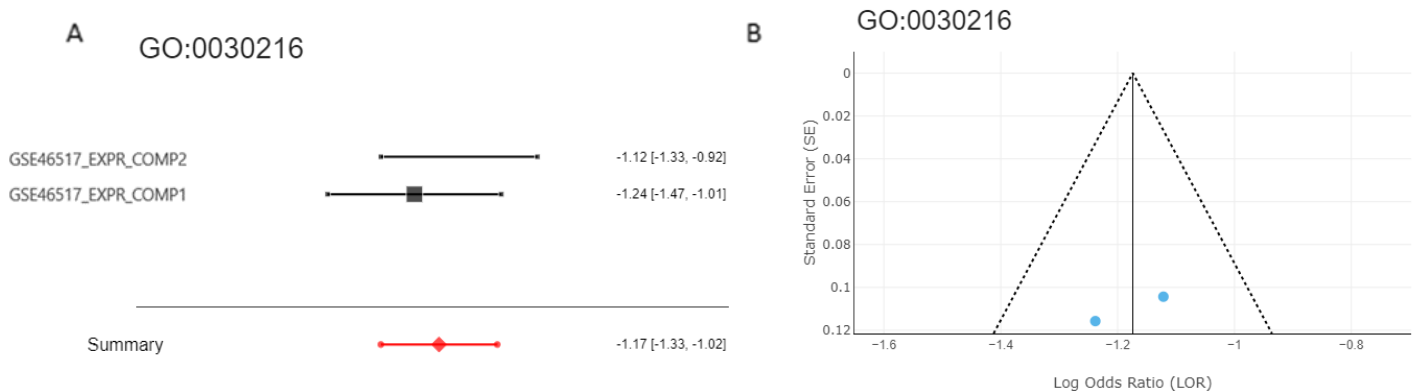 A
GO:0030216
GSE46517_EXPR_COMP2
-1.12 [-1.33, -0.92]
GSE46517_EXPR_COMP1
-1.24 [-1.47, -1.01]
Summary
-1.17 [-1.33, -1.02]
B
GO:0030216
Standard Error (SE)
0
0.02
0.04
0.06
0.08
0.1
0.12
−1.6
−1.4
−1.2
−1
−0.8
Log Odds Ratio (LOR)